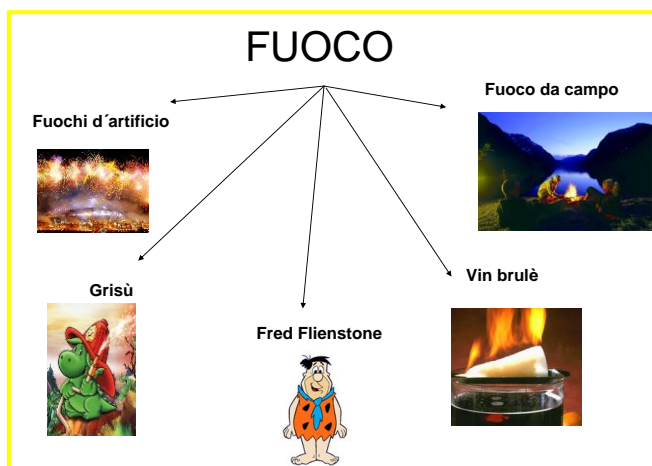 FUOCO
Fuoco da campo
Fuochi d´artificio
Vin brulè
Grisù
Fred Flienstone